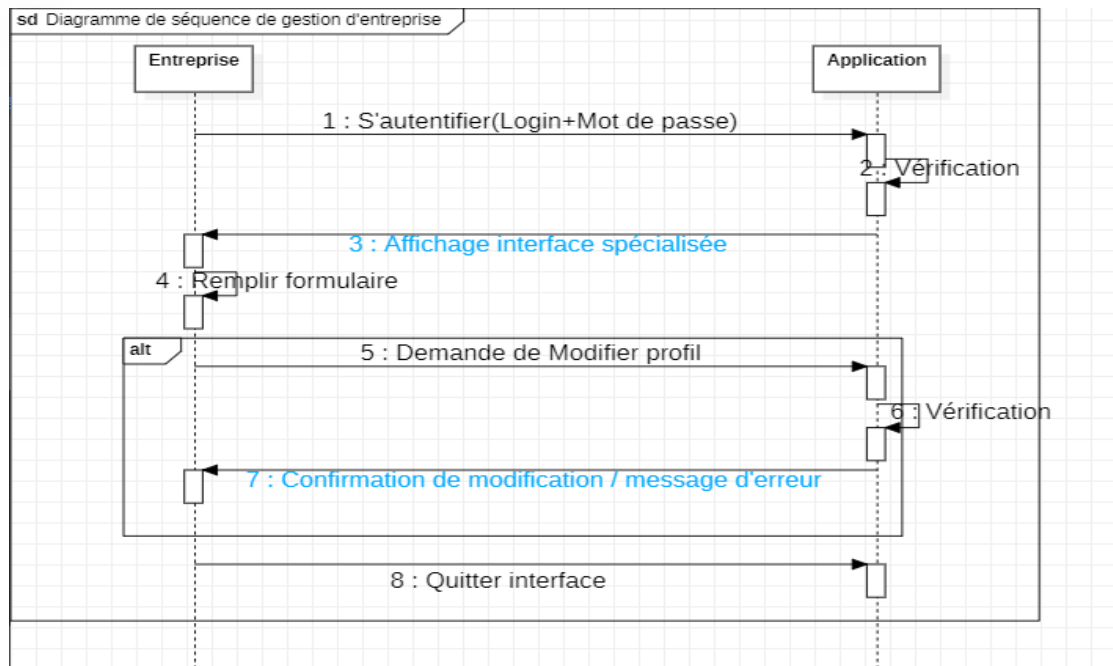 sd Diagramme de séquence de gestion d'entreprise
Entreprise
Application
1 : S'autentifier(Login+Mot de passe)
2 : Vérification
3 : Affichage interface spécialisée
4 : Remplir formulaire
alt
5 : Demande de Modifier profil
6 : Vérification
7 : Confirmation de modification / message d'erreur
8 : Quitter interface